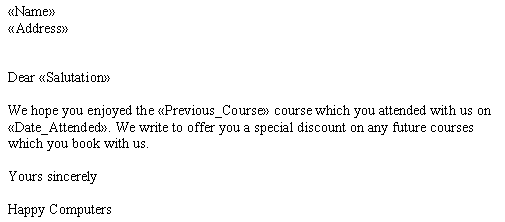 «Name»
«Address»
Dear «Salutation»
We hope you enjoyed the «Previous_Course» course which you attended with us on
«Date_Attended». We write to offer you a special discount on any future courses
which you book with us.
Yours sincerely
Happy Computers